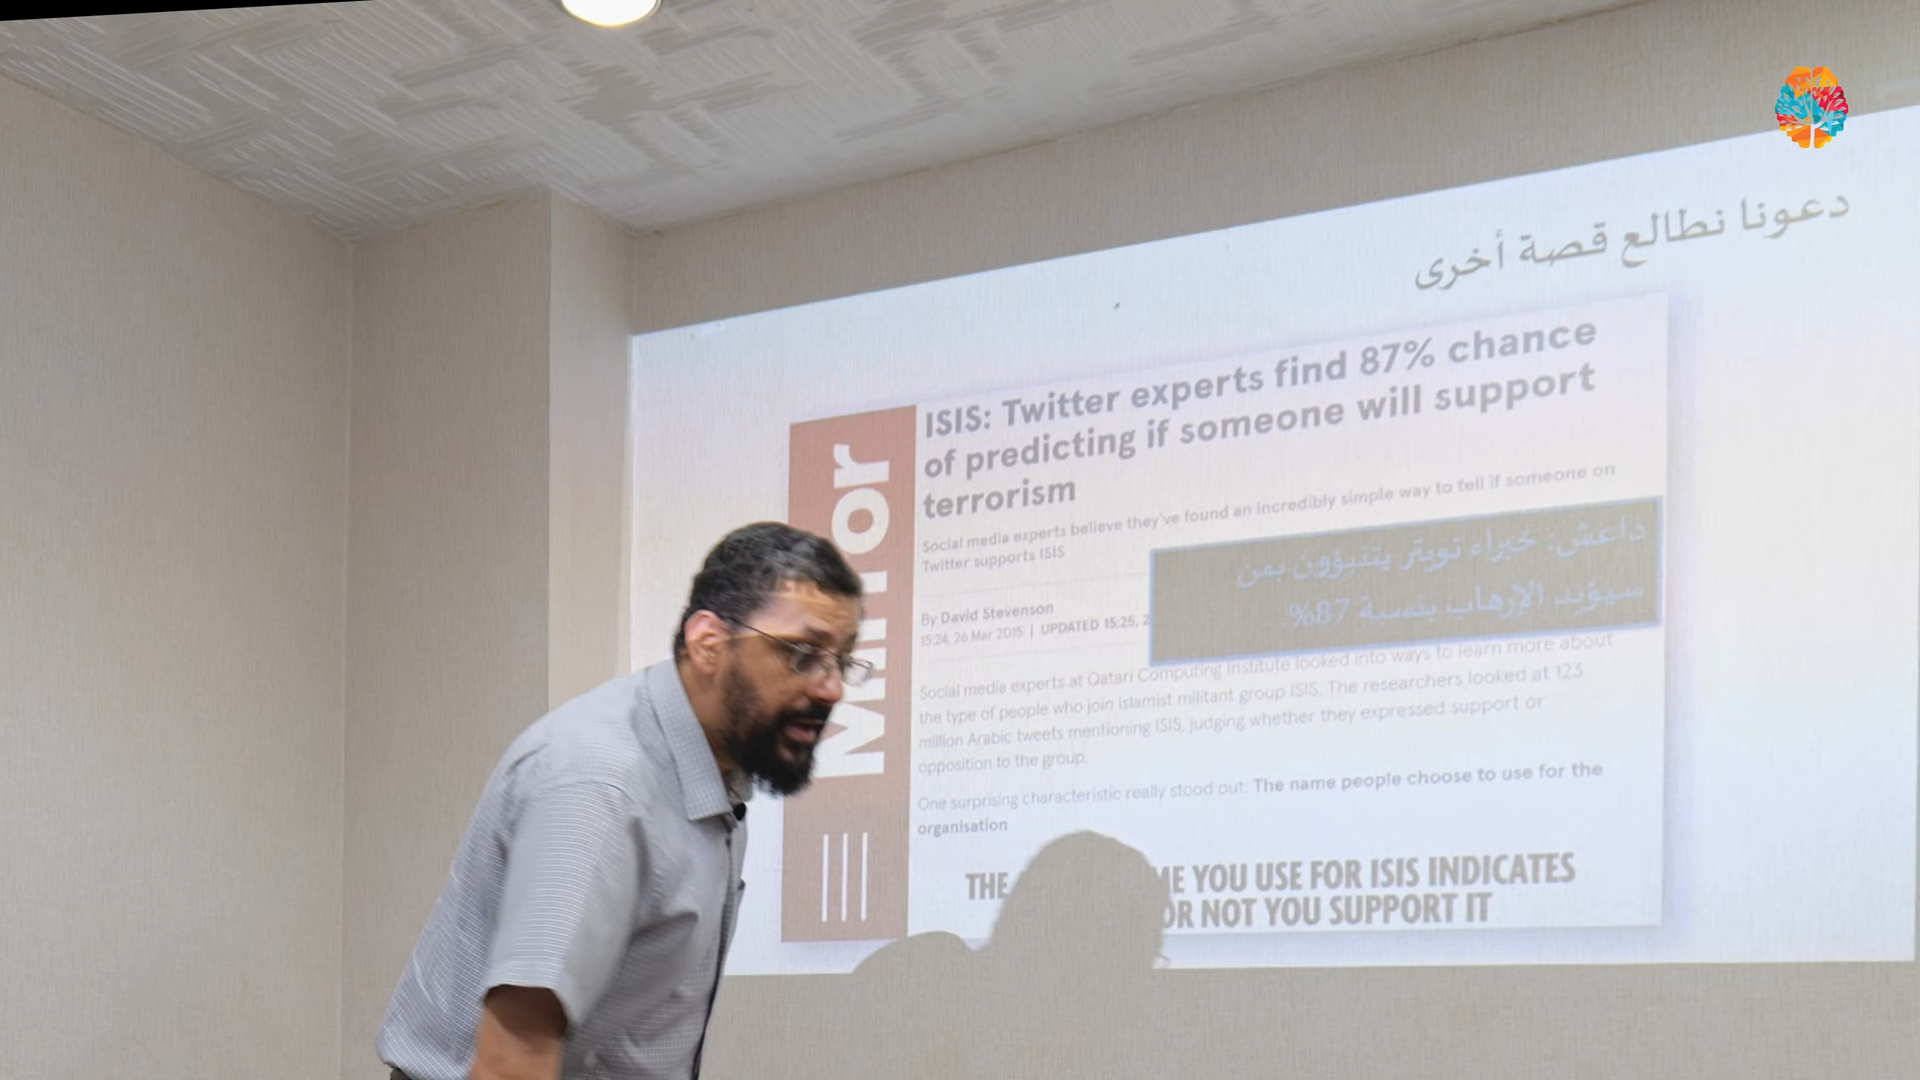 دعونا نطالع قصة أخرى
Mirror
ISIS: Twitter experts find 87% chance
of predicting if someone will support
terrorism
Social media experts believe they've found an incredibly simple way to tell if someone on
Twitter supports ISIS
داعش: خبراء تويتر يتنبؤون بمن
سيؤيد الإرهاب بنسبة 87%.
By David Stevenson
15:24, 26 Mar 2015 | UPDATED 15:25, 2
Social media experts at Qatari Computing Institute looked into ways to learn more about
the type of people who join Islamist militant group ISIS. The researchers looked at 123
million Arabic tweets mentioning ISIS, judging whether they expressed support or
opposition to the group.
One surprising characteristic really stood out: The name people choose to use for the
organisation
THE ME YOU USE FOR ISIS INDICATES
OR NOT YOU SUPPORT IT